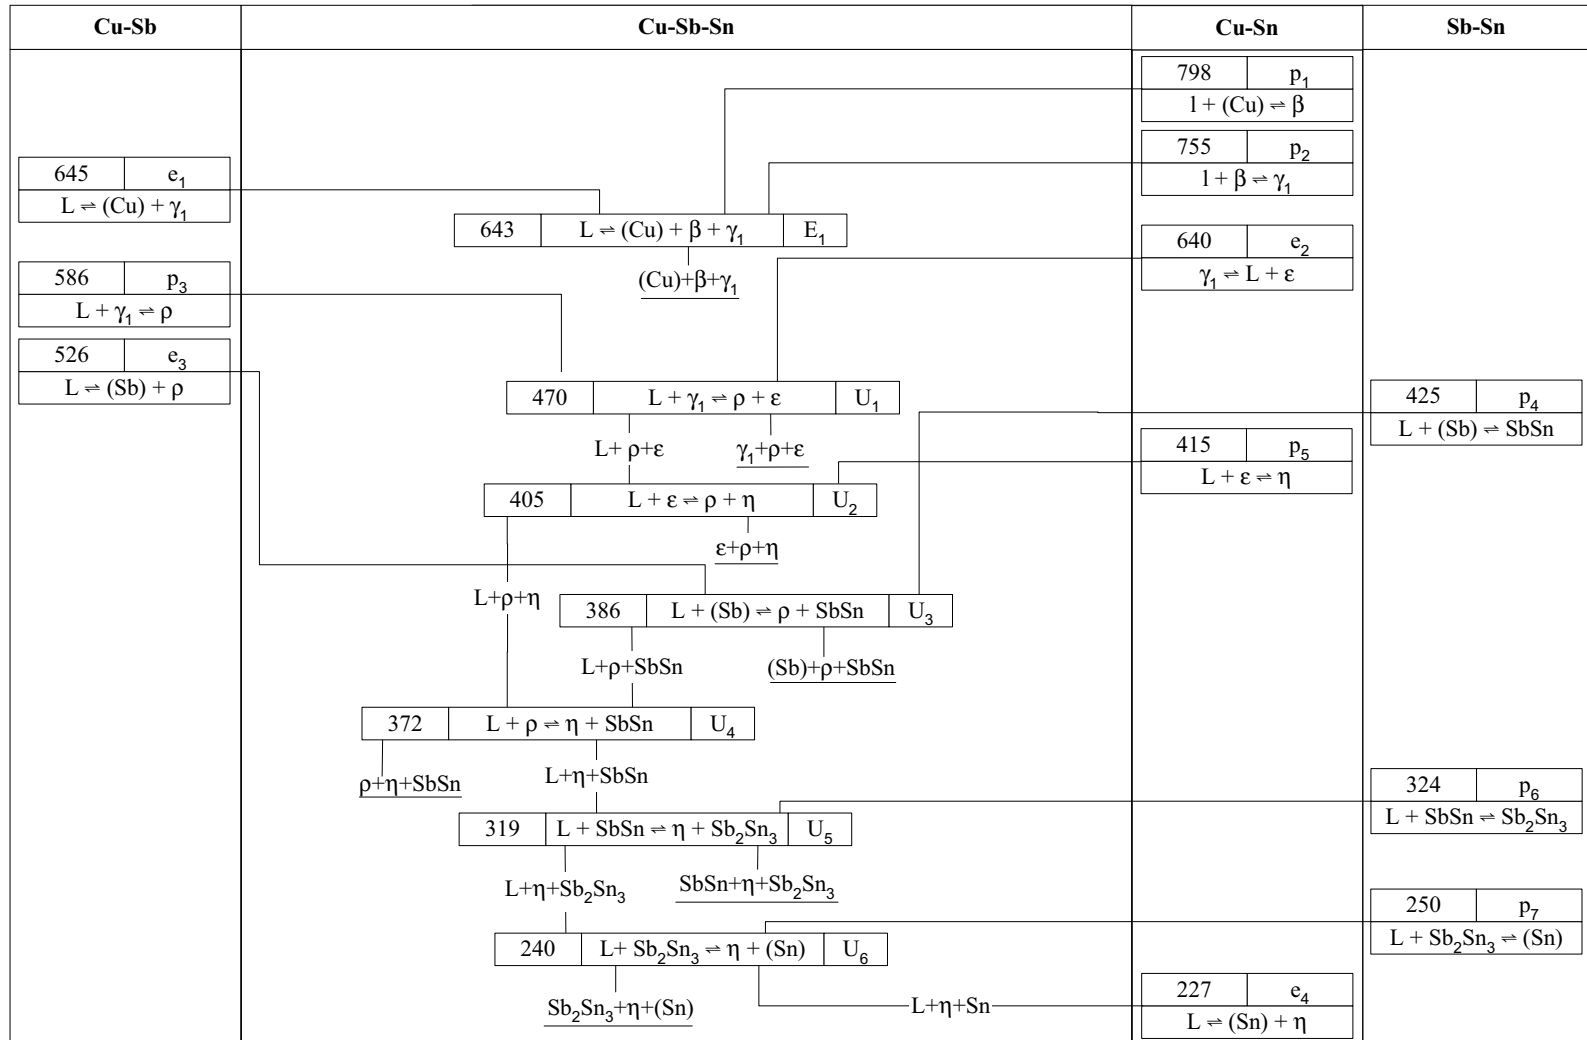 Cu-Sb
Cu-Sb-Sn
Cu-Sn
Sb-Sn
798 p₁
l + (Cu) ⇌ β
755 p₂
l + β ⇌ γ₁
645 e₁
L ⇌ (Cu) + γ₁
643 L ⇌ (Cu) + β + γ₁ E₁
(Cu)+β+γ₁
640 e₂
γ₁ ⇌ L + ε
586 p₃
L + γ₁ ⇌ ρ
526 e₃
L ⇌ (Sb) + ρ
470 L + γ₁ ⇌ ρ + ε U₁
425 p₄
L + (Sb) ⇌ SbSn
L+ ρ+ε
γ₁+ρ+ε
415 p₅
L + ε ⇌ η
405 L + ε ⇌ ρ + η U₂
ε+ρ+η
L+ρ+η
386 L + (Sb) ⇌ ρ + SbSn U₃
L+ρ+SbSn
(Sb)+ρ+SbSn
372 L + ρ ⇌ η + SbSn U₄
ρ+η+SbSn
L+η+SbSn
324 p₆
L + SbSn ⇌ Sb₂Sn₃
319 L + SbSn ⇌ η + Sb₂Sn₃ U₅
L+η+Sb₂Sn₃
SbSn+η+Sb₂Sn₃
250 p₇
L + Sb₂Sn₃ ⇌ (Sn)
240 L+ Sb₂Sn₃ ⇌ η + (Sn) U₆
Sb₂Sn₃+η+(Sn)
L+η+Sn
227 e₄
L ⇌ (Sn) + η